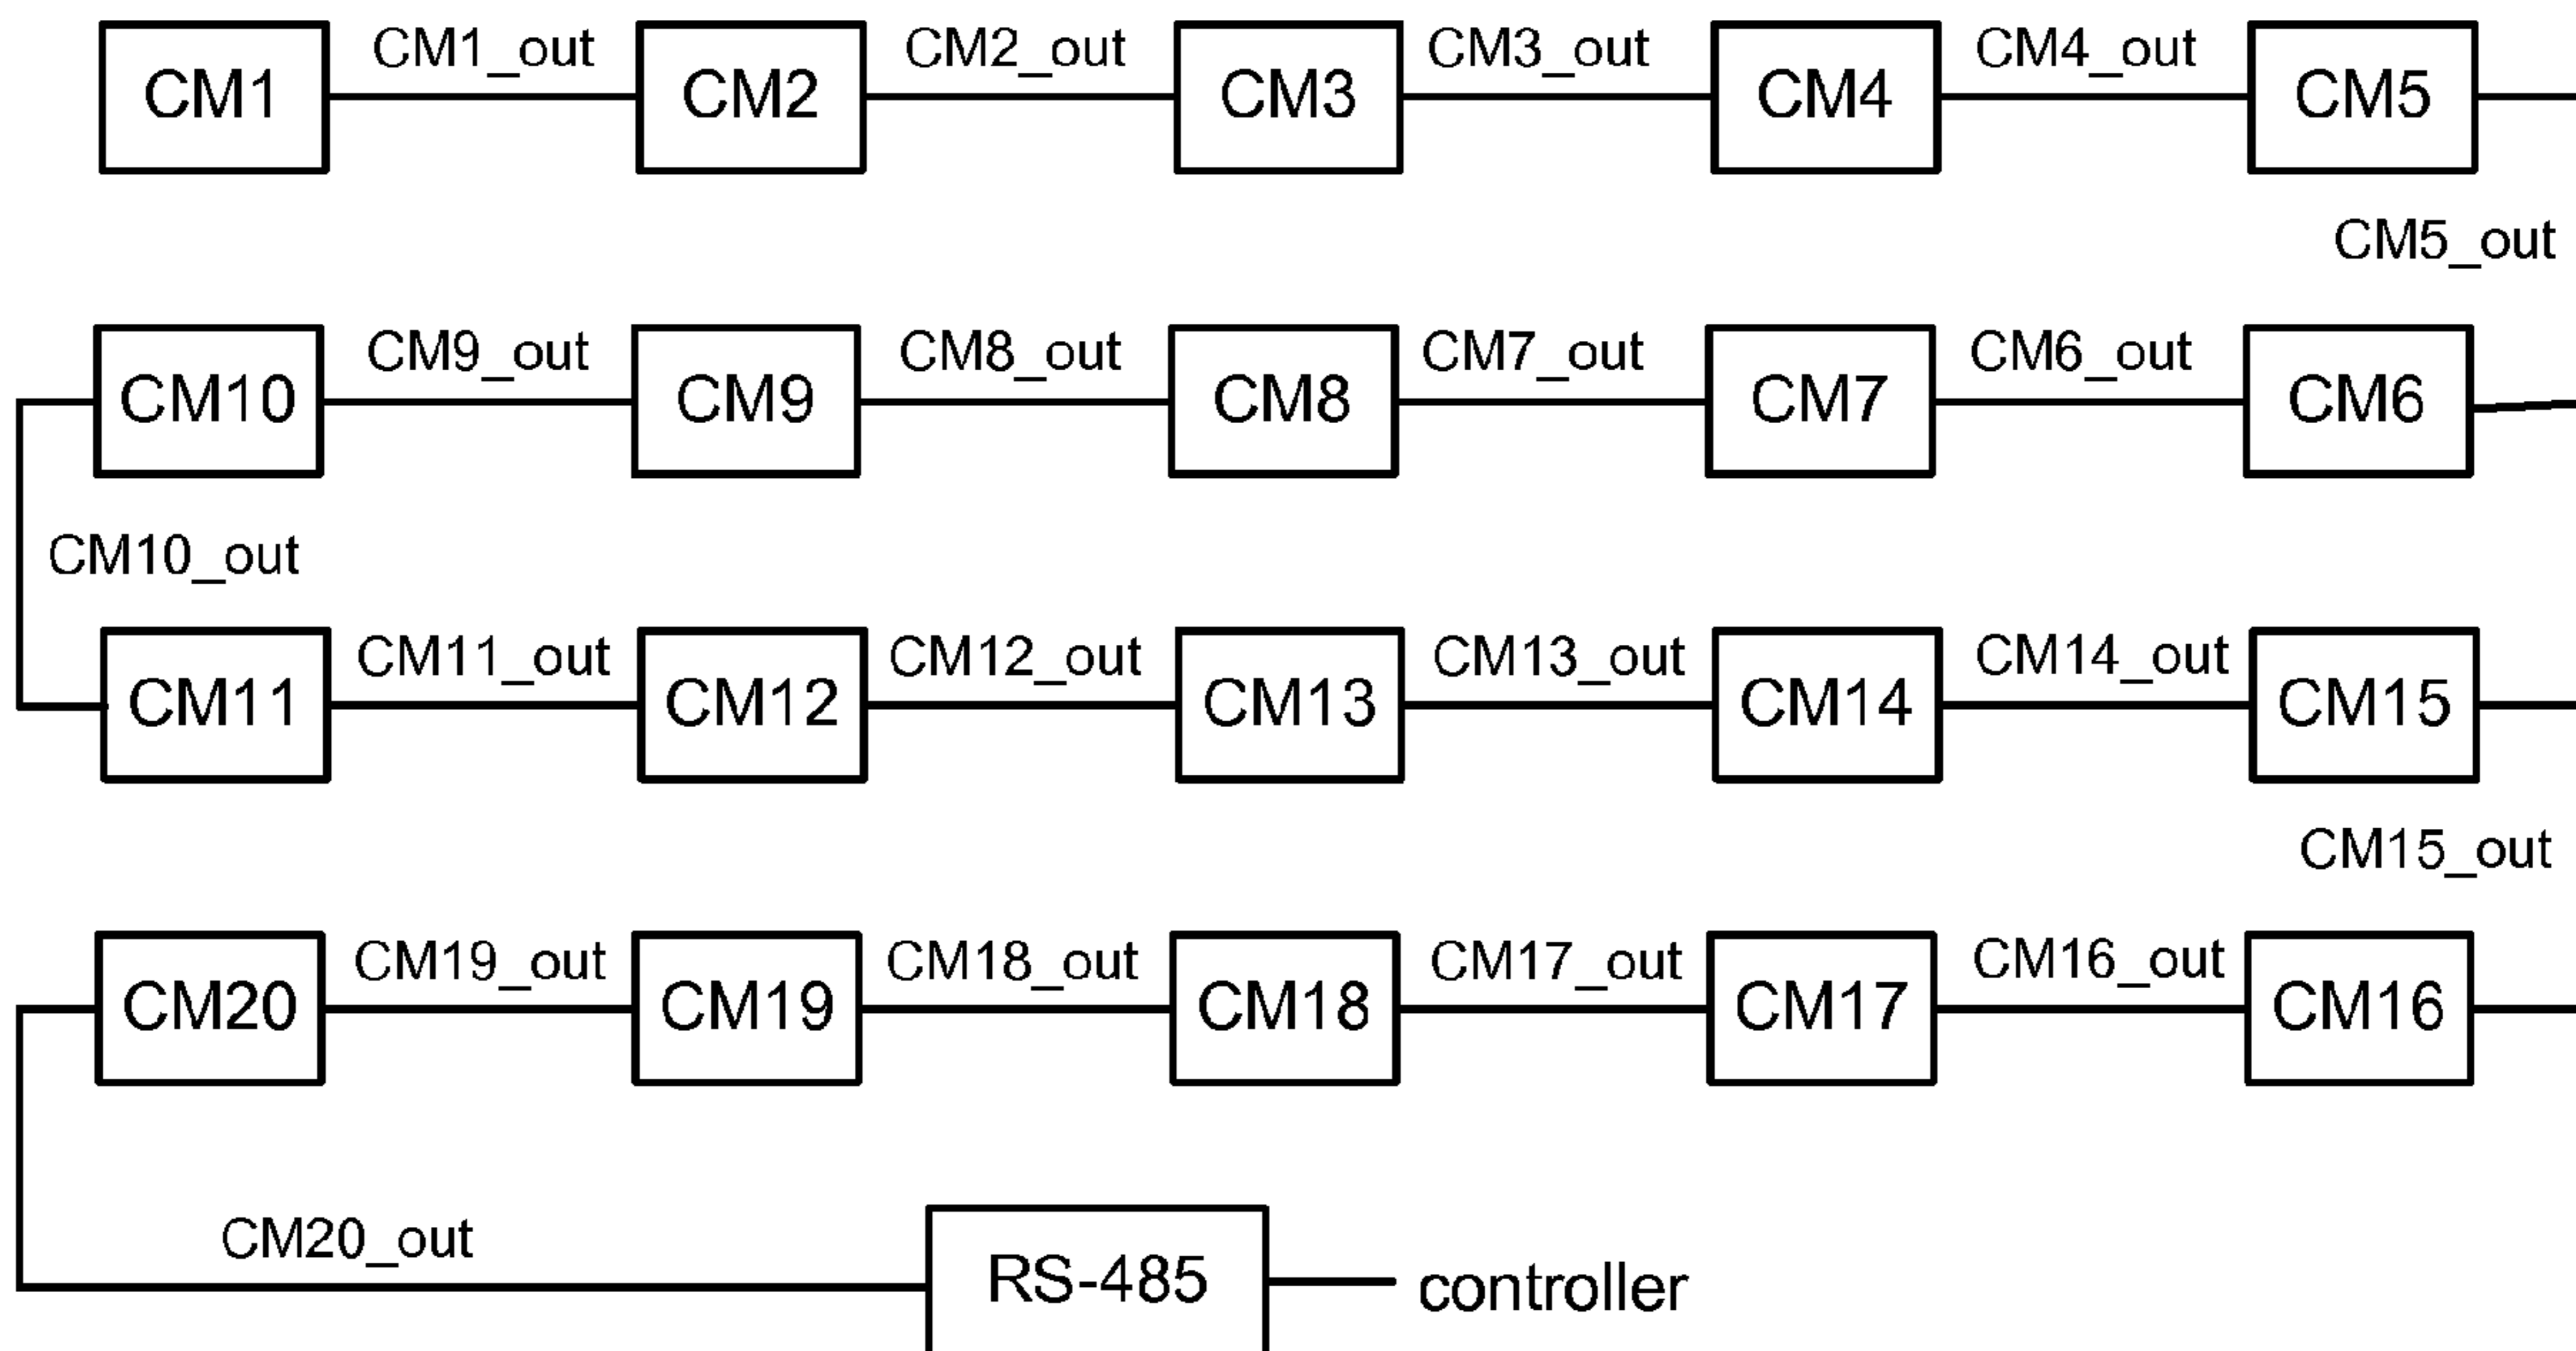 CM1 CM1_out CM2 CM2_out CM3 CM3_out CM4 CM4_out CM5
CM5_out
CM10 CM9_out CM9 CM8_out CM8 CM7_out CM7 CM6_out CM6
CM10_out
CM11 CM11_out CM12 CM12_out CM13 CM13_out CM14 CM14_out CM15
CM15_out
CM20 CM19_out CM19 CM18_out CM18 CM17_out CM17 CM16_out CM16
CM20_out RS-485 controller